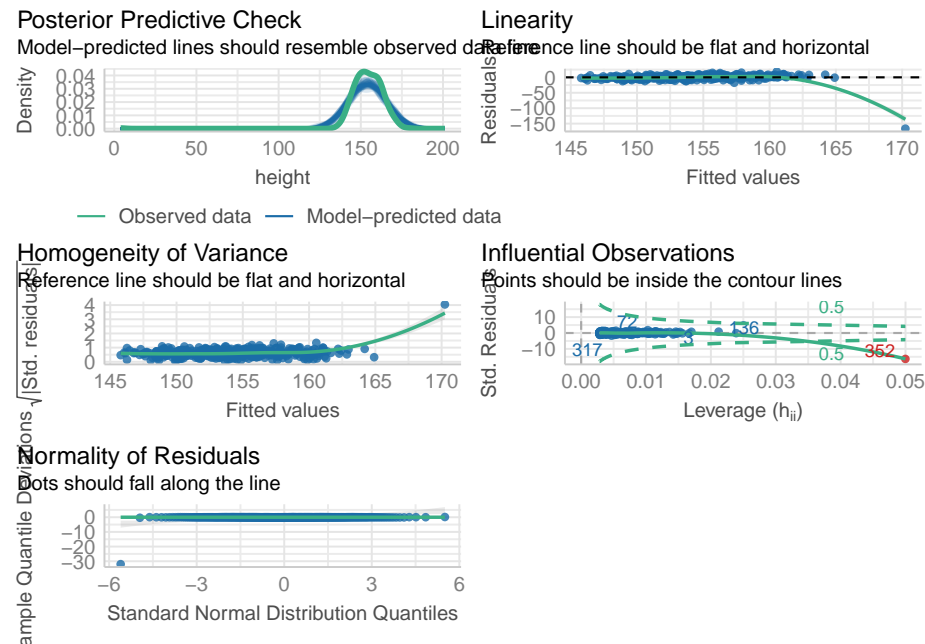 Posterior Predictive Check
Model−predicted lines should resemble observed data line
Density
0.04
0.03
0.02
0.01
0.00
0 50 100 150 200
height
Observed data Model−predicted data
Linearity
Reference line should be flat and horizontal
Residuals
0
−50
−100
−150
145 150 155 160 165 170
Fitted values
Homogeneity of Variance
Reference line should be flat and horizontal
√|Std. residuals|
4
3
2
1
0
145 150 155 160 165 170
Fitted values
Influential Observations
Points should be inside the contour lines
Std. Residuals
10
0
−10
0.5
72
136
3
317
352
0.5
0.00 0.01 0.02 0.03 0.04 0.05
Leverage (hii)
Normality of Residuals
Dots should fall along the line
ample Quantile Deviations
0
−10
−20
−30
−6 −3 0 3 6
Standard Normal Distribution Quantiles